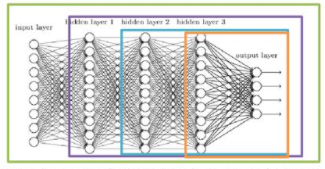 input layer
hidden layer 1
hidden layer 2
hidden layer 3
output layer